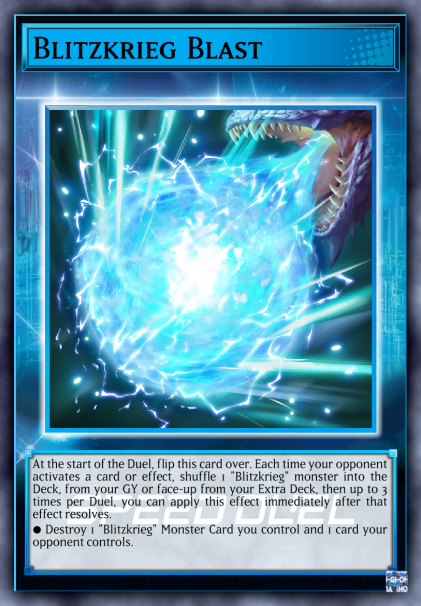 Blitzkrieg Blast
At the start of the Duel, flip this card over. Each time your opponent
activates a card or effect, shuffle 1 "Blitzkrieg" monster into the
Deck, from your GY or face-up from your Extra Deck, then up to 3
times per Duel, you can apply this effect immediately after that
effect resolves.
● Destroy 1 "Blitzkrieg" Monster Card you control and 1 card your
opponent controls.
SPEED DUEL